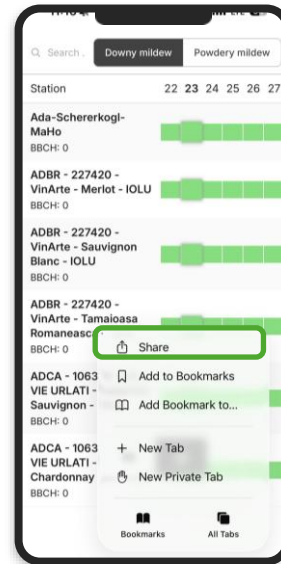 Search
Downy mildew
Powdery mildew
Station 22 23 24 25 26 27
Ada-Schererkogl-
MaHo
BBCH: 0
ADBR - 227420 -
VinArte - Merlot - IOLU
BBCH: 0
ADBR - 227420 -
VinArte - Sauvignon
Blanc - IOLU
BBCH: 0
ADBR - 227420 -
VinArte - Tamaioasa
BBCH: 0
ADCA - 1063
VIE URLATI -
Sauvignon -
BBCH: 0
ADCA - 1063
VIE URLATI -
Chardonnay
BBCH: 0
Share
Add to Bookmarks
Add Bookmark to...
New Tab
New Private Tab
Bookmarks
All Tabs